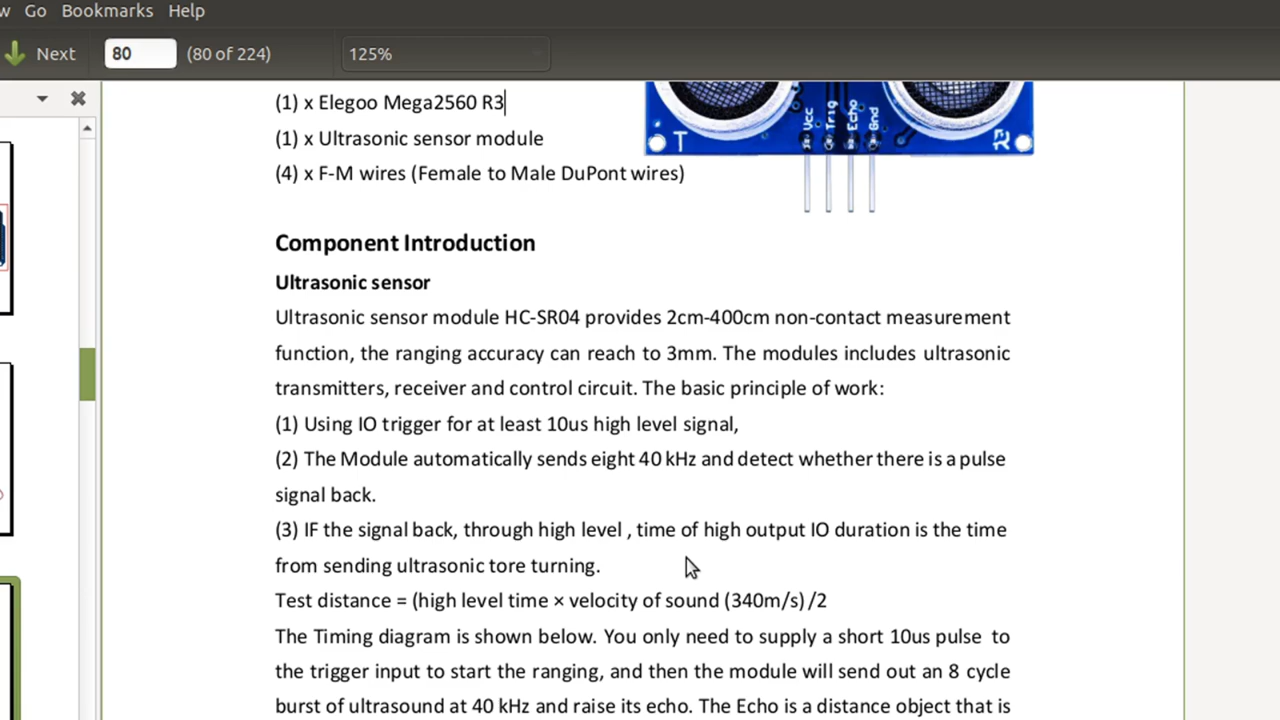 w Go Bookmarks Help
Next 80 (80 of 224) 125%
(1) x Elegoo Mega2560 R3
(1) x Ultrasonic sensor module
(4) x F-M wires (Female to Male DuPont wires)
Vcc Trig Echo Gnd
T R
Component Introduction
Ultrasonic sensor
Ultrasonic sensor module HC-SR04 provides 2cm-400cm non-contact measurement
function, the ranging accuracy can reach to 3mm. The modules includes ultrasonic
transmitters, receiver and control circuit. The basic principle of work:
(1) Using IO trigger for at least 10us high level signal,
(2) The Module automatically sends eight 40 kHz and detect whether there is a pulse
signal back.
(3) IF the signal back, through high level , time of high output IO duration is the time
from sending ultrasonic tore turning.
Test distance = (high level time × velocity of sound (340m/s) /2
The Timing diagram is shown below. You only need to supply a short 10us pulse to
the trigger input to start the ranging, and then the module will send out an 8 cycle
burst of ultrasound at 40 kHz and raise its echo. The Echo is a distance object that is